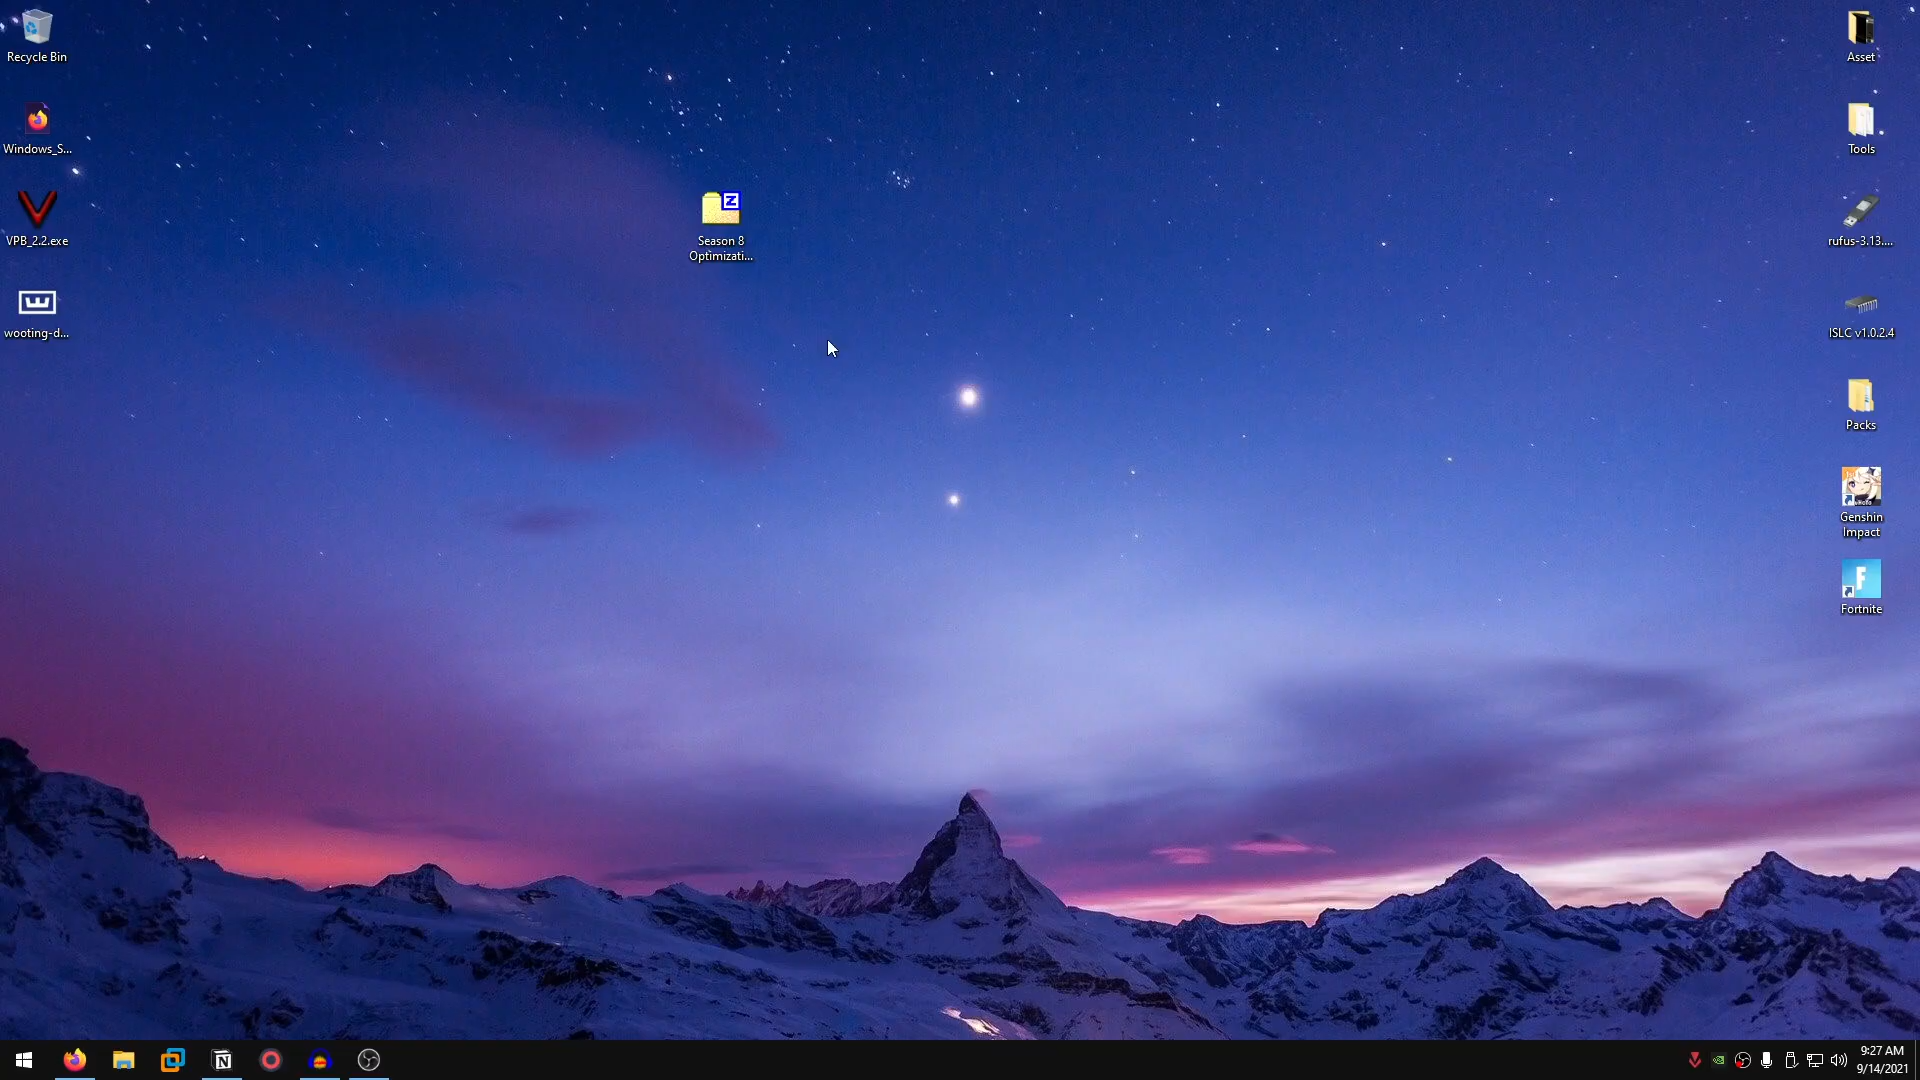 Recycle Bin
Windows_S...
VPB_2.2.exe
wooting-d...
Season 8
Optimizati...
Asset
Tools
rufus-3.13....
ISLC v1.0.2.4
Packs
Genshin
Impact
Fortnite
9:27 AM
9/14/2021